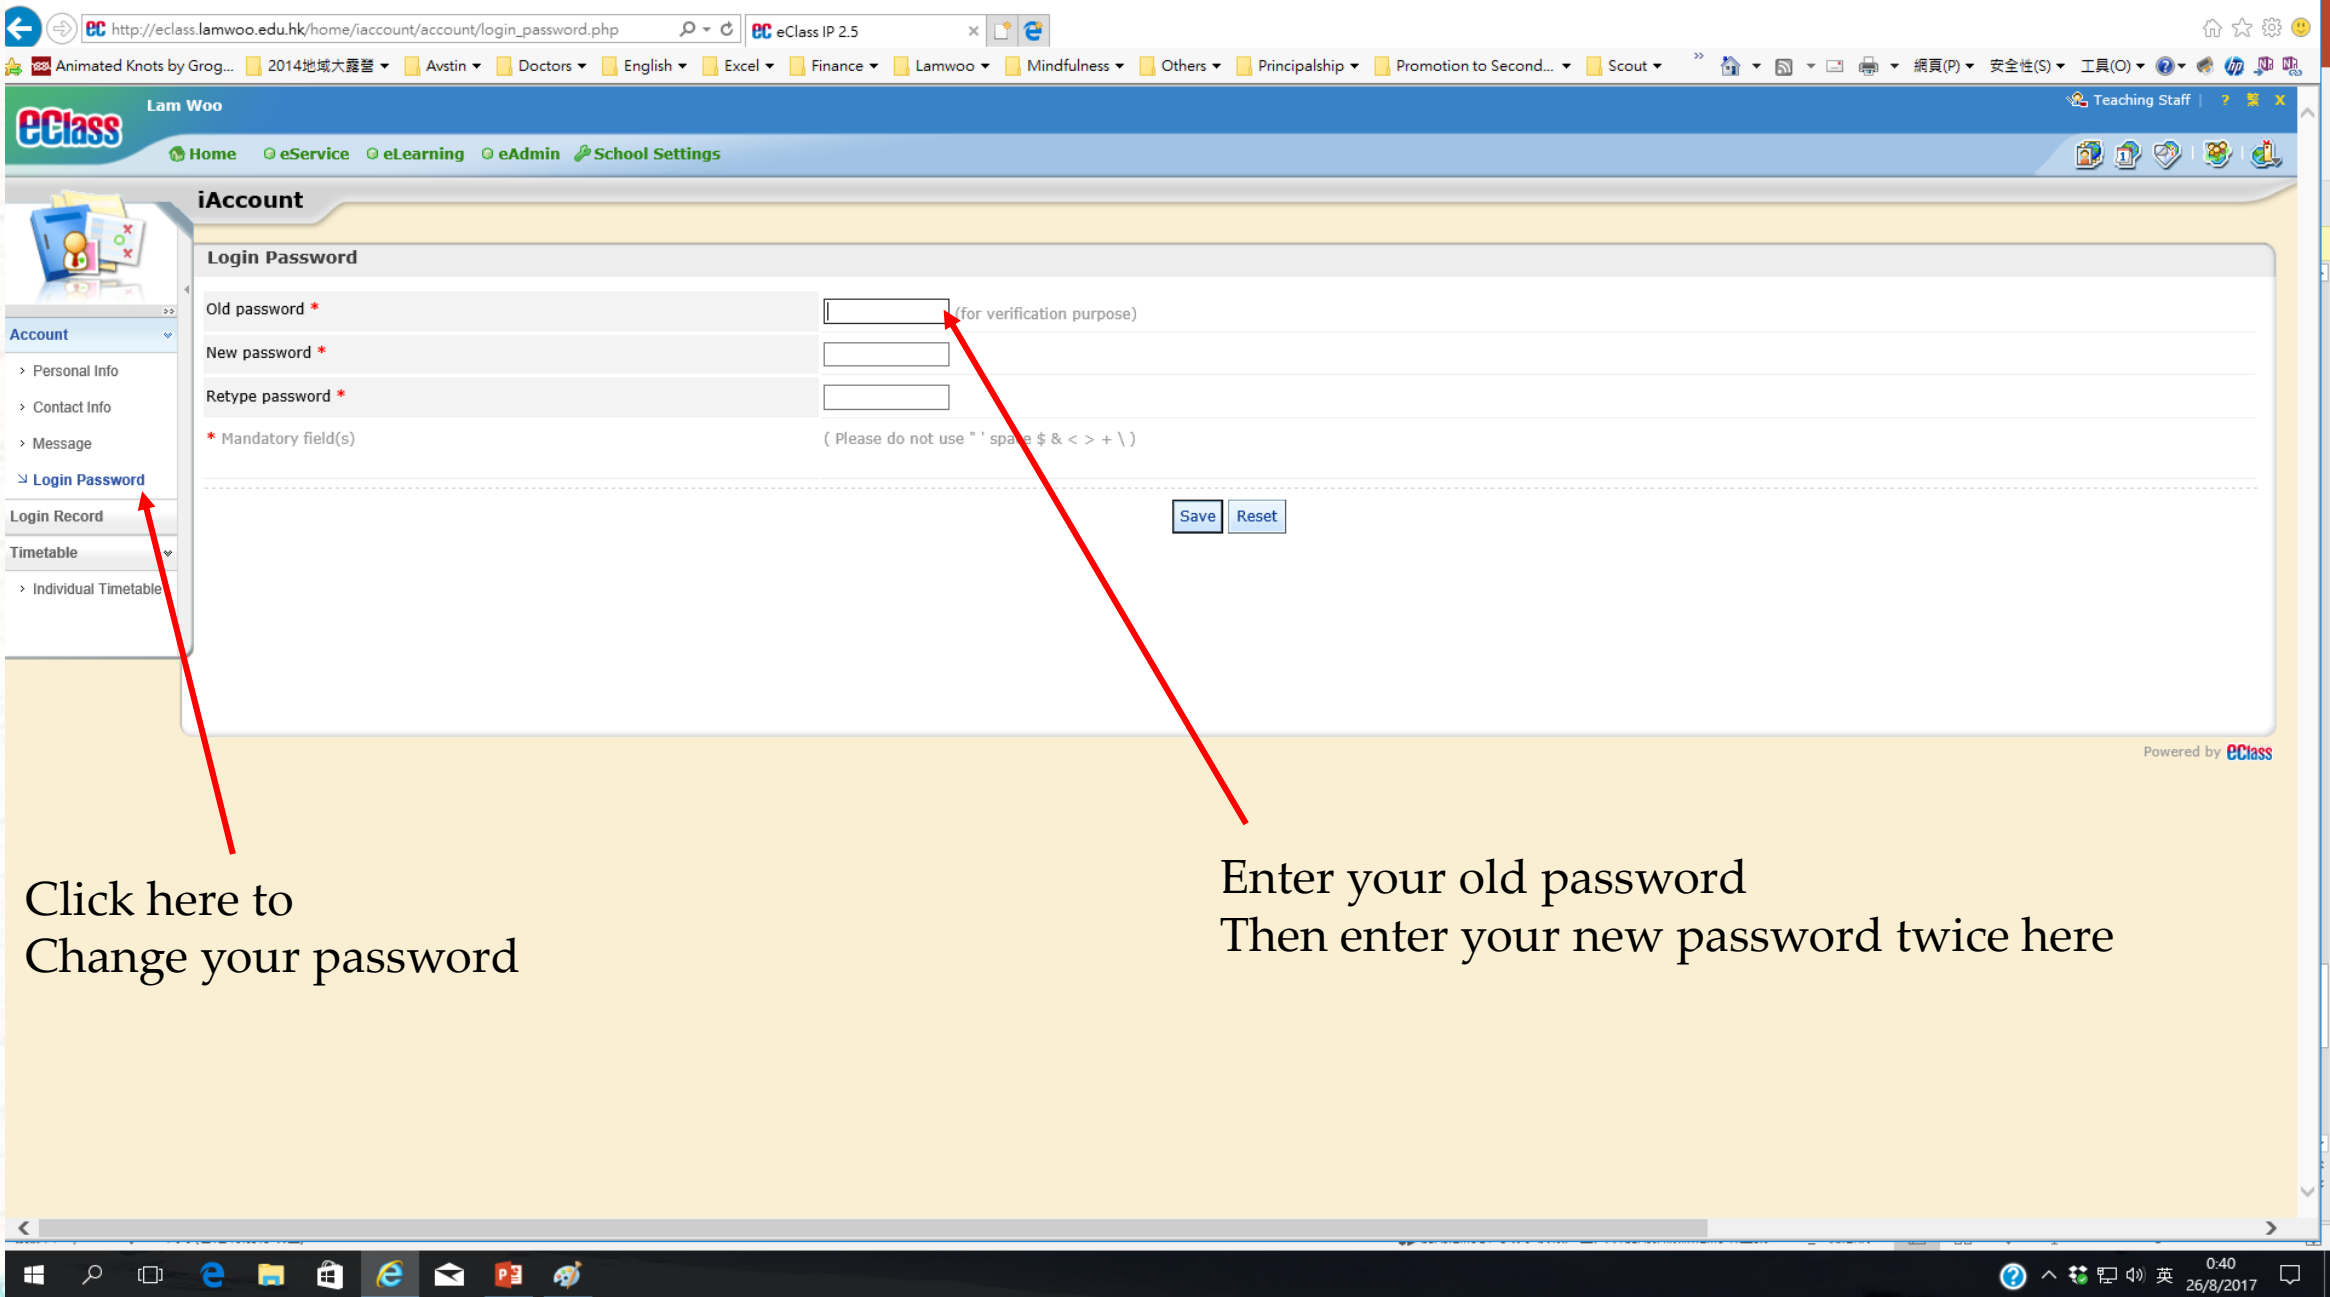 http://eclass.lamwoo.edu.hk/home/iaccount/account/login_password.php
eClass IP 2.5
Animated Knots by Grog... 2014地域大露營 Avstin Doctors English Excel Finance Lamwoo Mindfulness Others Principalship Promotion to Second... Scout 網頁(P) 安全性(S) 工具(O)
eClass Lam Woo
Teaching Staff | ? 繁 X
Home eService eLearning eAdmin School Settings
iAccount
Login Password
Old password * (for verification purpose)
New password *
Retype password *
* Mandatory field(s) ( Please do not use " ' space $ & < > + \ )
Save Reset
Account
Personal Info
Contact Info
Message
Login Password
Login Record
Timetable
Individual Timetable
Powered by eClass
Click here to
Change your password
Enter your old password
Then enter your new password twice here
英
0:40
26/8/2017